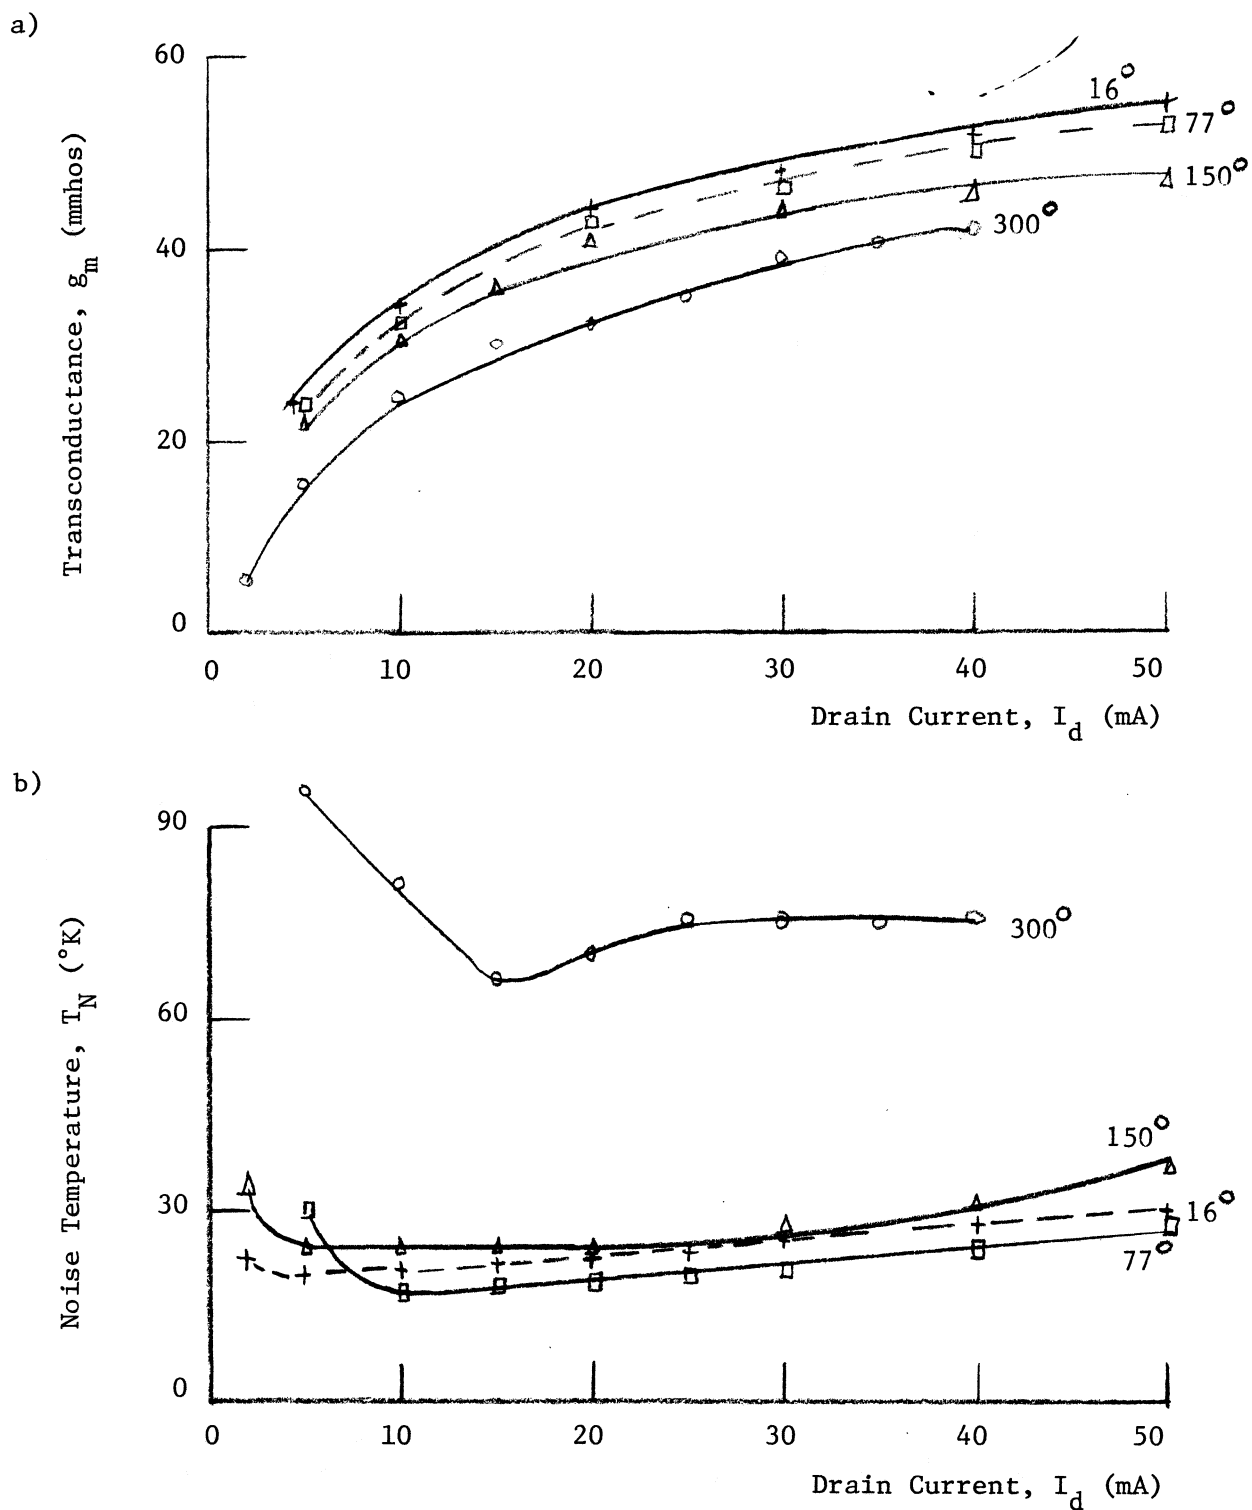 a)
60
40
20
0
Transconductance, g_m (mmhos)
16°
77°
150°
300°
0 10 20 30 40 50
Drain Current, I_d (mA)
b)
90
60
30
0
Noise Temperature, T_N (°K)
300°
150°
16°
77°
0 10 20 30 40 50
Drain Current, I_d (mA)